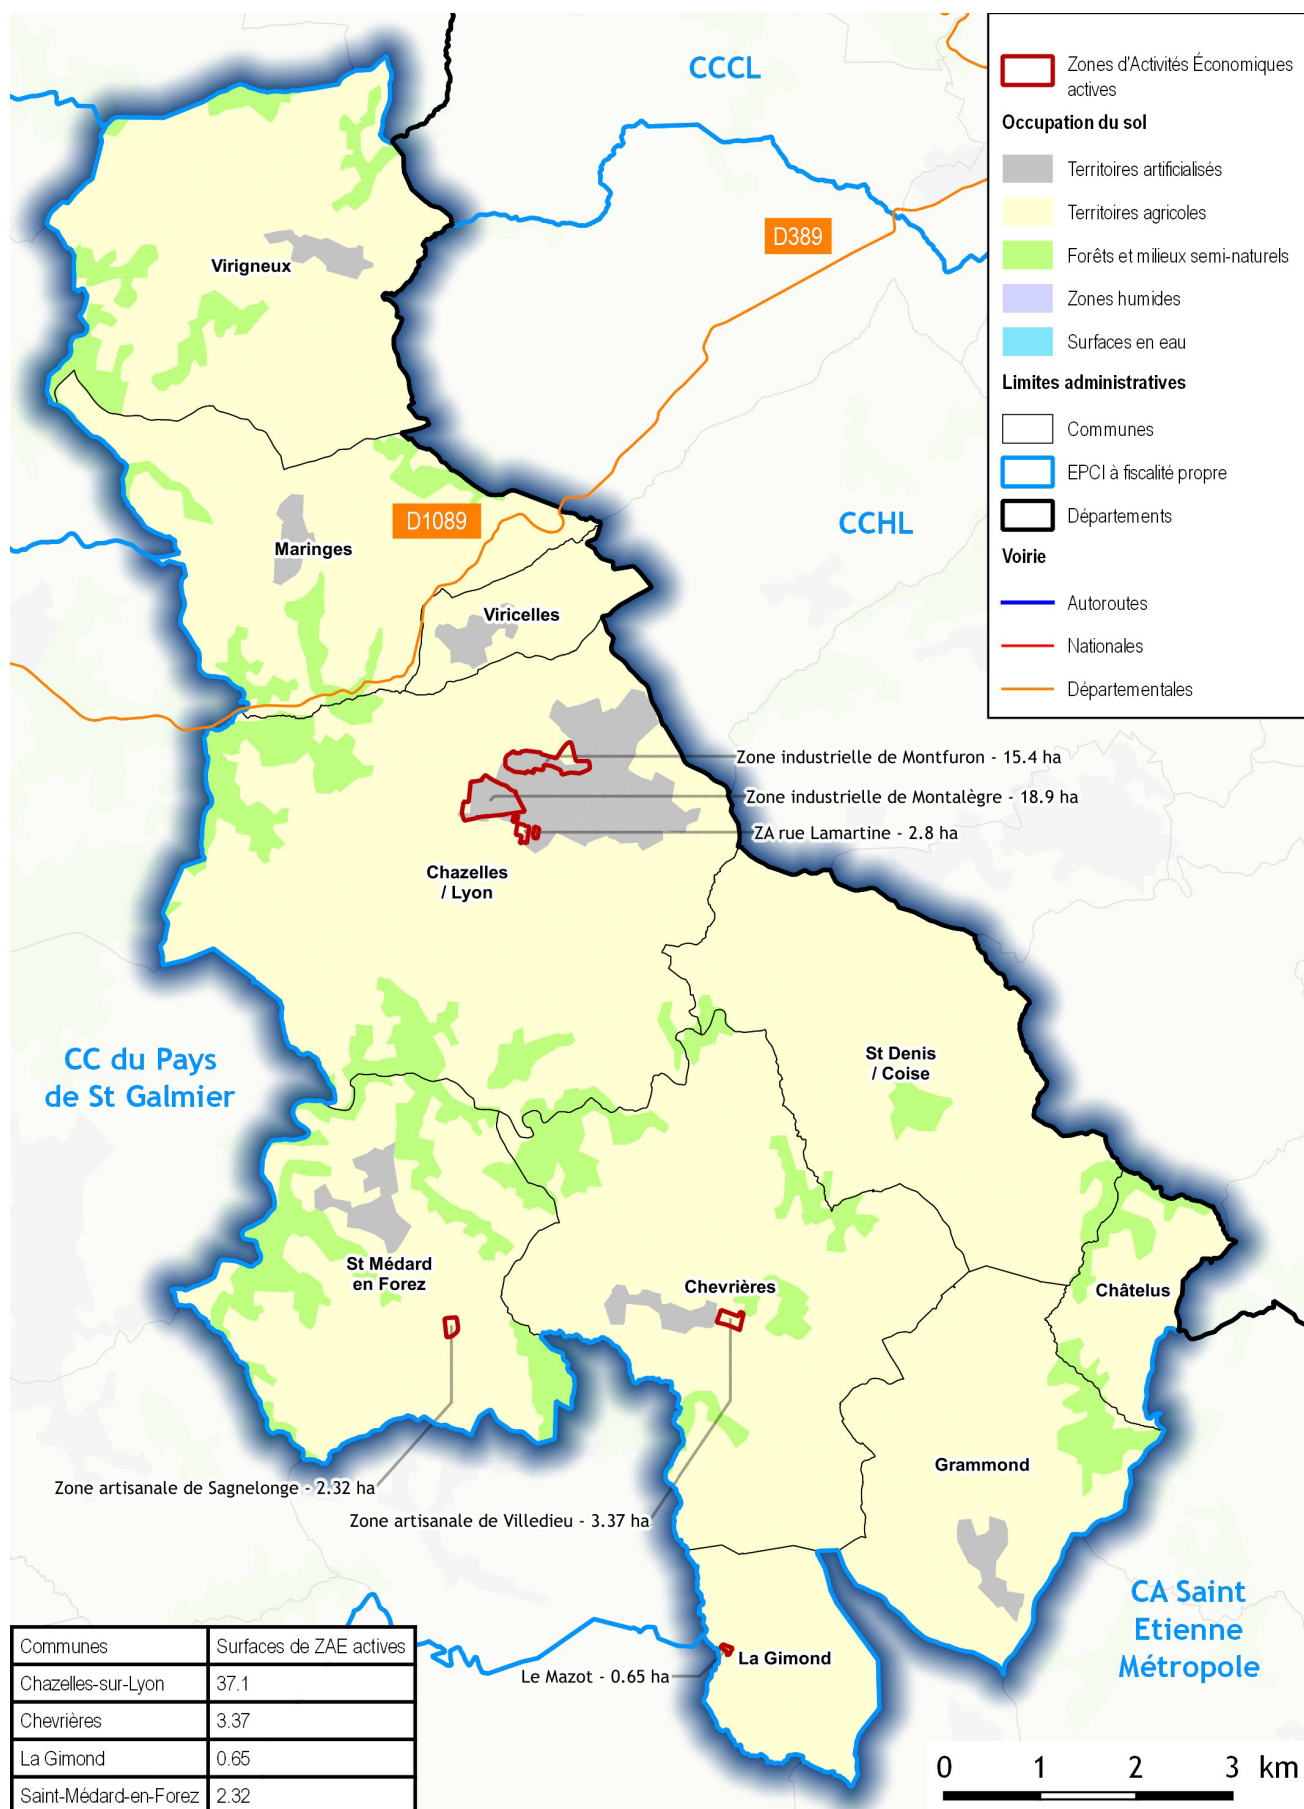 CCCL
Zones d'Activités Économiques
actives
Occupation du sol
Territoires artificialisés
Territoires agricoles
Forêts et milieux semi-naturels
Zones humides
Surfaces en eau
Limites administratives
Communes
EPCI à fiscalité propre
Départements
Voirie
Autoroutes
Nationales
Départementales
D389
Virigneux
D1089
CCHL
Maringes
Viricelles
Zone industrielle de Montfuron - 15.4 ha
Zone industrielle de Montalègre - 18.9 ha
ZA rue Lamartine - 2.8 ha
Chazelles
/ Lyon
CC du Pays
de St Galmier
St Denis
/ Coise
St Médard
en Forez
Chevrières
Châtelus
Grammond
Zone artisanale de Sagnelonge - 2.32 ha
Zone artisanale de Villedieu - 3.37 ha
CA Saint
Etienne
Métropole
La Gimond
Le Mazot - 0.65 ha
Communes Surfaces de ZAE actives
Chazelles-sur-Lyon 37.1
Chevrières 3.37
La Gimond 0.65
Saint-Médard-en-Forez 2.32
0 1 2 3 km